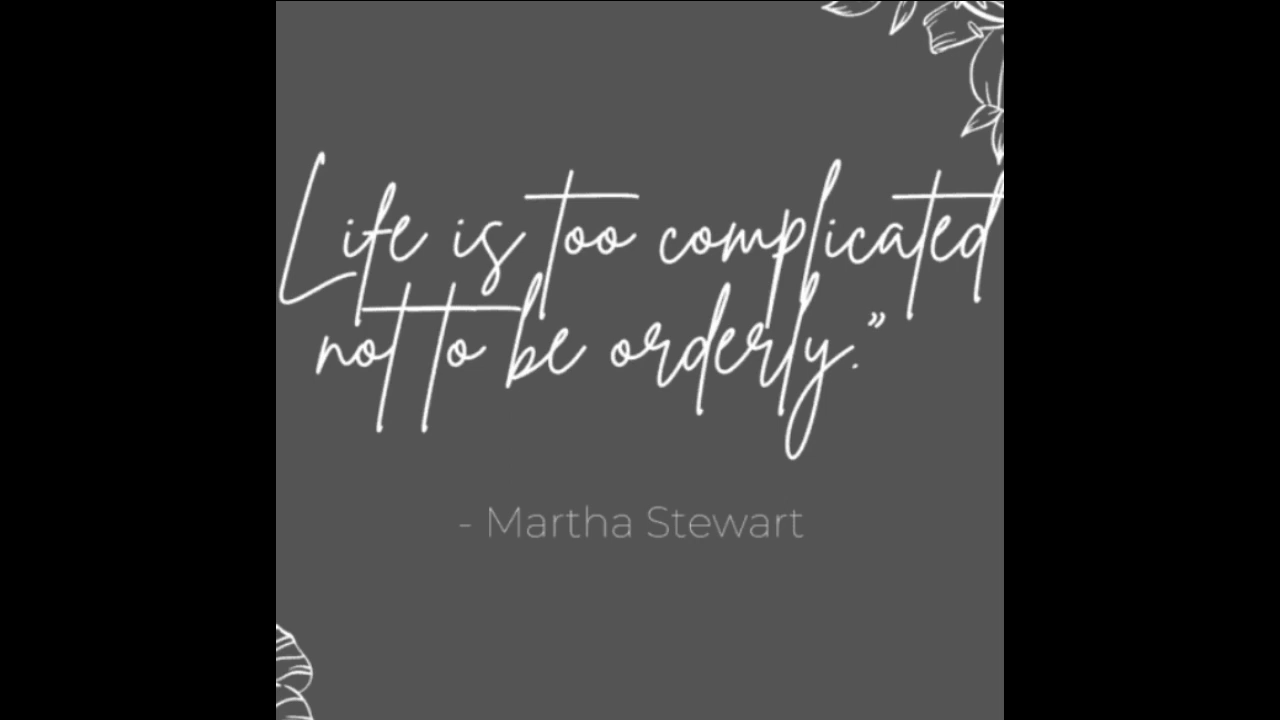 Life is too complicated
not to be orderly.”
- Martha Stewart